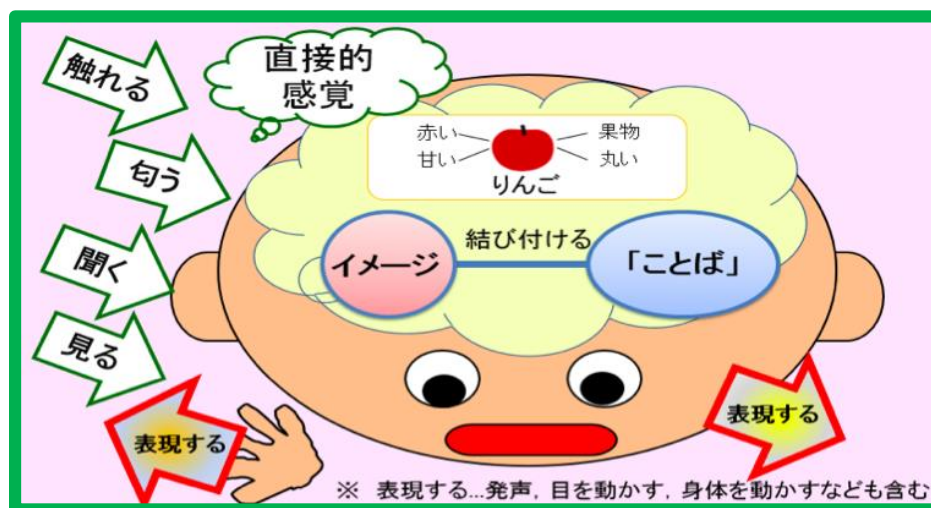 触れる
直接的
感覚
匂う
聞く
見る
赤い
甘い
果物
丸い
りんご
イメージ
結び付ける
「ことば」
表現する
表現する
※ 表現する…発声，目を動かす，身体を動かすなども含む